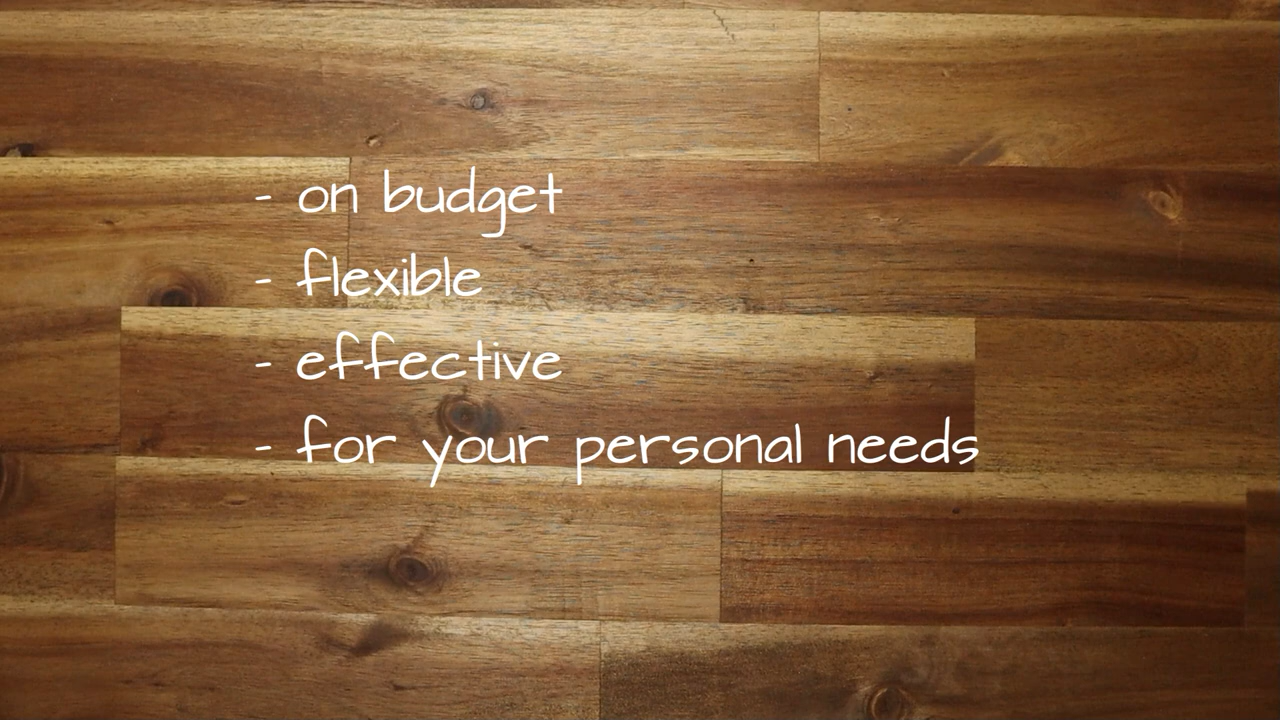 - on budget
- flexible
- effective
- for your personal needs